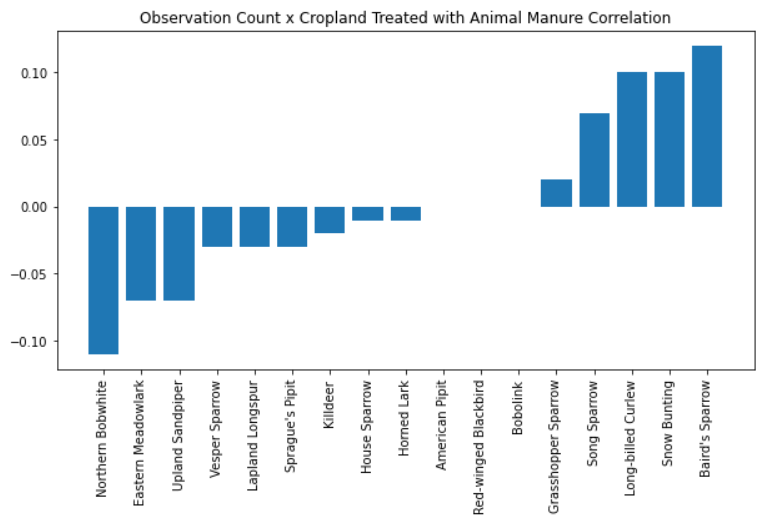 Observation Count x Cropland Treated with Animal Manure Correlation
0.10
0.05
0.00
−0.05
−0.10
Northern Bobwhite
Eastern Meadowlark
Upland Sandpiper
Vesper Sparrow
Lapland Longspur
Sprague's Pipit
Killdeer
House Sparrow
Horned Lark
American Pipit
Red-winged Blackbird
Bobolink
Grasshopper Sparrow
Song Sparrow
Long-billed Curlew
Snow Bunting
Baird's Sparrow